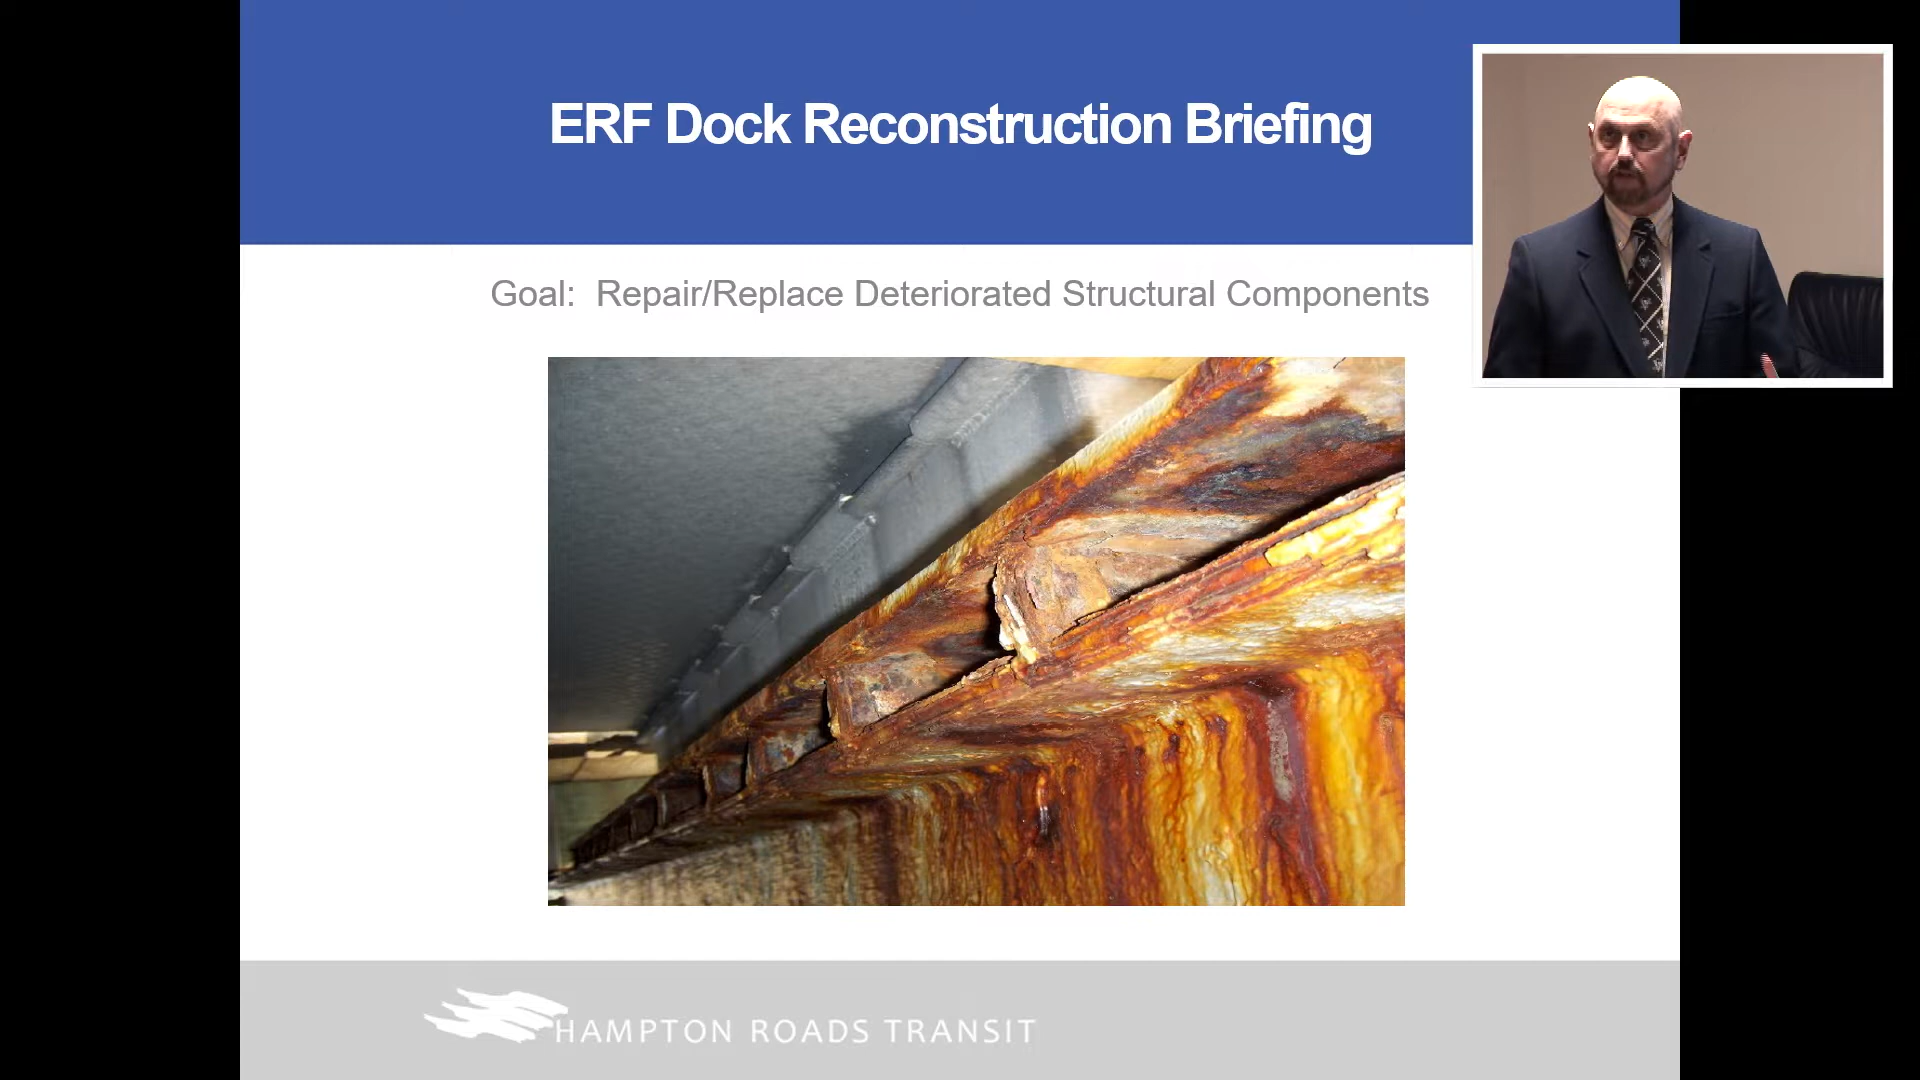 ERF Dock Reconstruction Briefing
Goal:  Repair/Replace Deteriorated Structural Components
HAMPTON ROADS TRANSIT